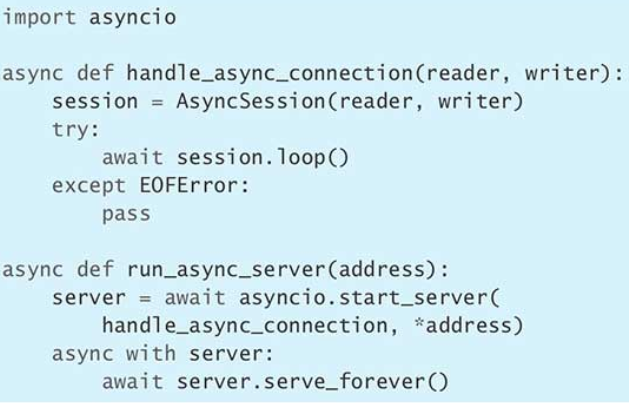 import asyncio

async def handle_async_connection(reader, writer):
    session = AsyncSession(reader, writer)
    try:
        await session.loop()
    except EOFError:
        pass

async def run_async_server(address):
    server = await asyncio.start_server(
        handle_async_connection, *address)
    async with server:
        await server.serve_forever()